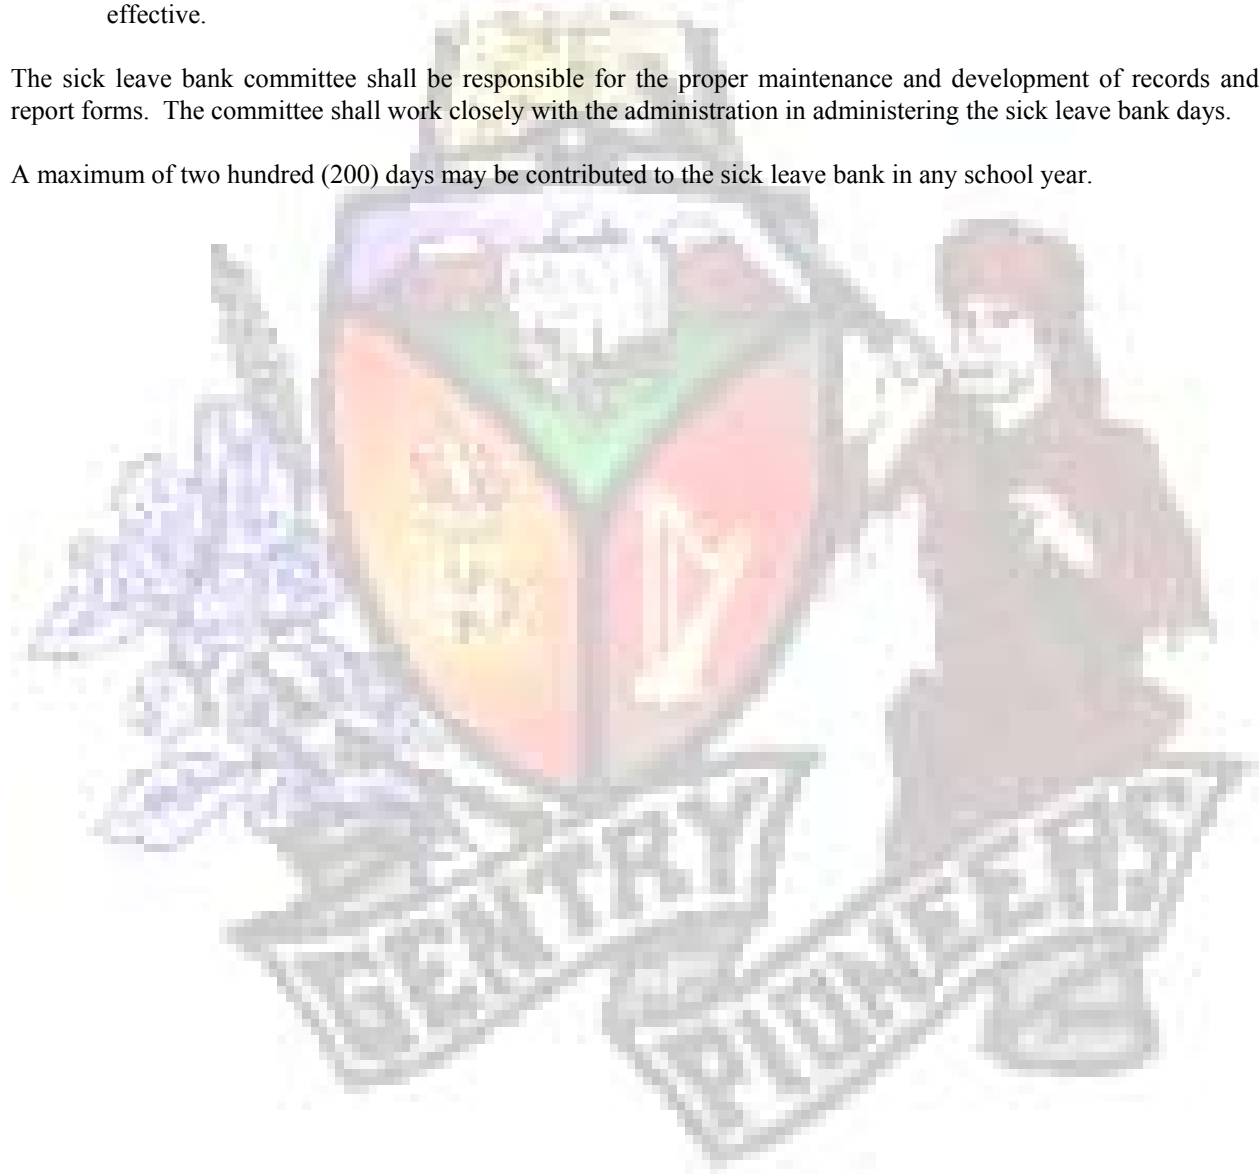 effective.
The sick leave bank committee shall be responsible for the proper maintenance and development of records and
report forms.  The committee shall work closely with the administration in administering the sick leave bank days.
A maximum of two hundred (200) days may be contributed to the sick leave bank in any school year.
GENTRY
PIONEERS